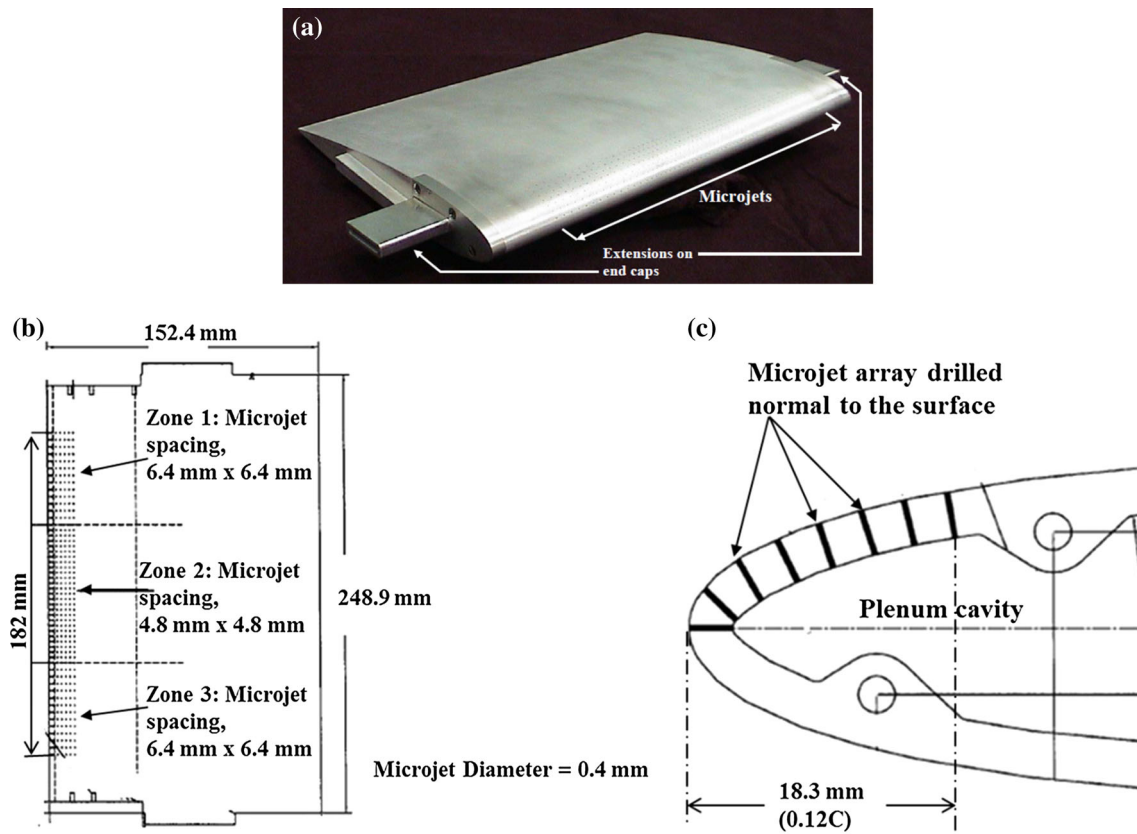 (a)
Microjets
Extensions on
end caps
(b)
152.4 mm
Zone 1: Microjet
spacing,
6.4 mm x 6.4 mm
182 mm
Zone 2: Microjet
spacing,
4.8 mm x 4.8 mm
248.9 mm
Zone 3: Microjet
spacing,
6.4 mm x 6.4 mm
Microjet Diameter = 0.4 mm
(c)
Microjet array drilled
normal to the surface
Plenum cavity
18.3 mm
(0.12C)